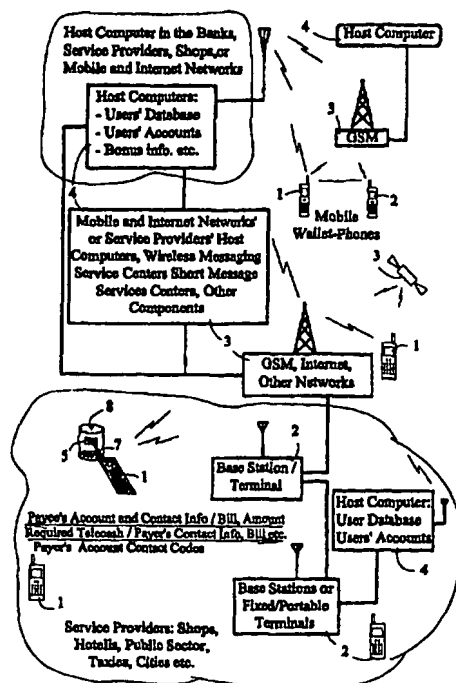 Host Computer in the Banks,
Service Providers, Shops,or
Mobile and Internet Networks
Host Computers:
- Users' Database
- Users' Accounts
- Bonus Info. etc.
4
4
Host Computer
3
GSM
1
2
Mobile
Wallet-Phones
3
1
Mobile and Internet Networks'
or Service Providers' Host
Computers, Wireless Messaging
Service Centers Short Message
Services Centers, Other
Components
3
GSM, Internet,
Other Networks
8
5
7
1
2
Base Station /
Terminal
Host Computer:
User Database
Users' Accounts
4
Payee's Account and Contact Info / Bill, Amount
Required Telecash / Payer's Contact Info, Bill, etc.
Payer's Account Contact Codes
1
Base Stations or
Fixed/Portable
Terminals
2
Service Providers: Shops,
Hotells, Public Sector,
Taxies, Cities etc.